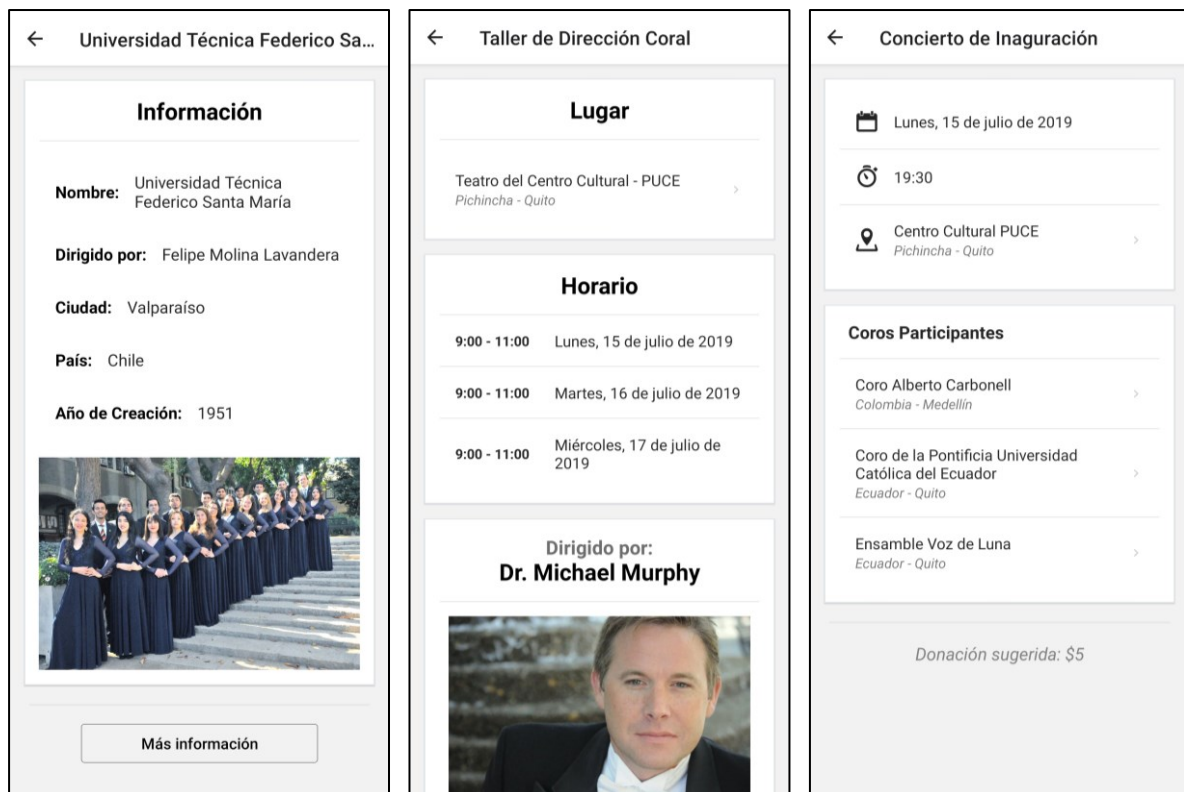 Universidad Técnica Federico Sa...
Información
Nombre: Universidad Técnica
Federico Santa María
Dirigido por: Felipe Molina Lavandera
Ciudad: Valparaíso
País: Chile
Año de Creación: 1951
Más información
Taller de Dirección Coral
Lugar
Teatro del Centro Cultural - PUCE
Pichincha - Quito
Horario
9:00 - 11:00 Lunes, 15 de julio de 2019
9:00 - 11:00 Martes, 16 de julio de 2019
9:00 - 11:00 Miércoles, 17 de julio de
2019
Dirigido por:
Dr. Michael Murphy
Concierto de Inaguración
Lunes, 15 de julio de 2019
19:30
Centro Cultural PUCE
Pichincha - Quito
Coros Participantes
Coro Alberto Carbonell
Colombia - Medellín
Coro de la Pontificia Universidad
Católica del Ecuador
Ecuador - Quito
Ensamble Voz de Luna
Ecuador - Quito
Donación sugerida: $5